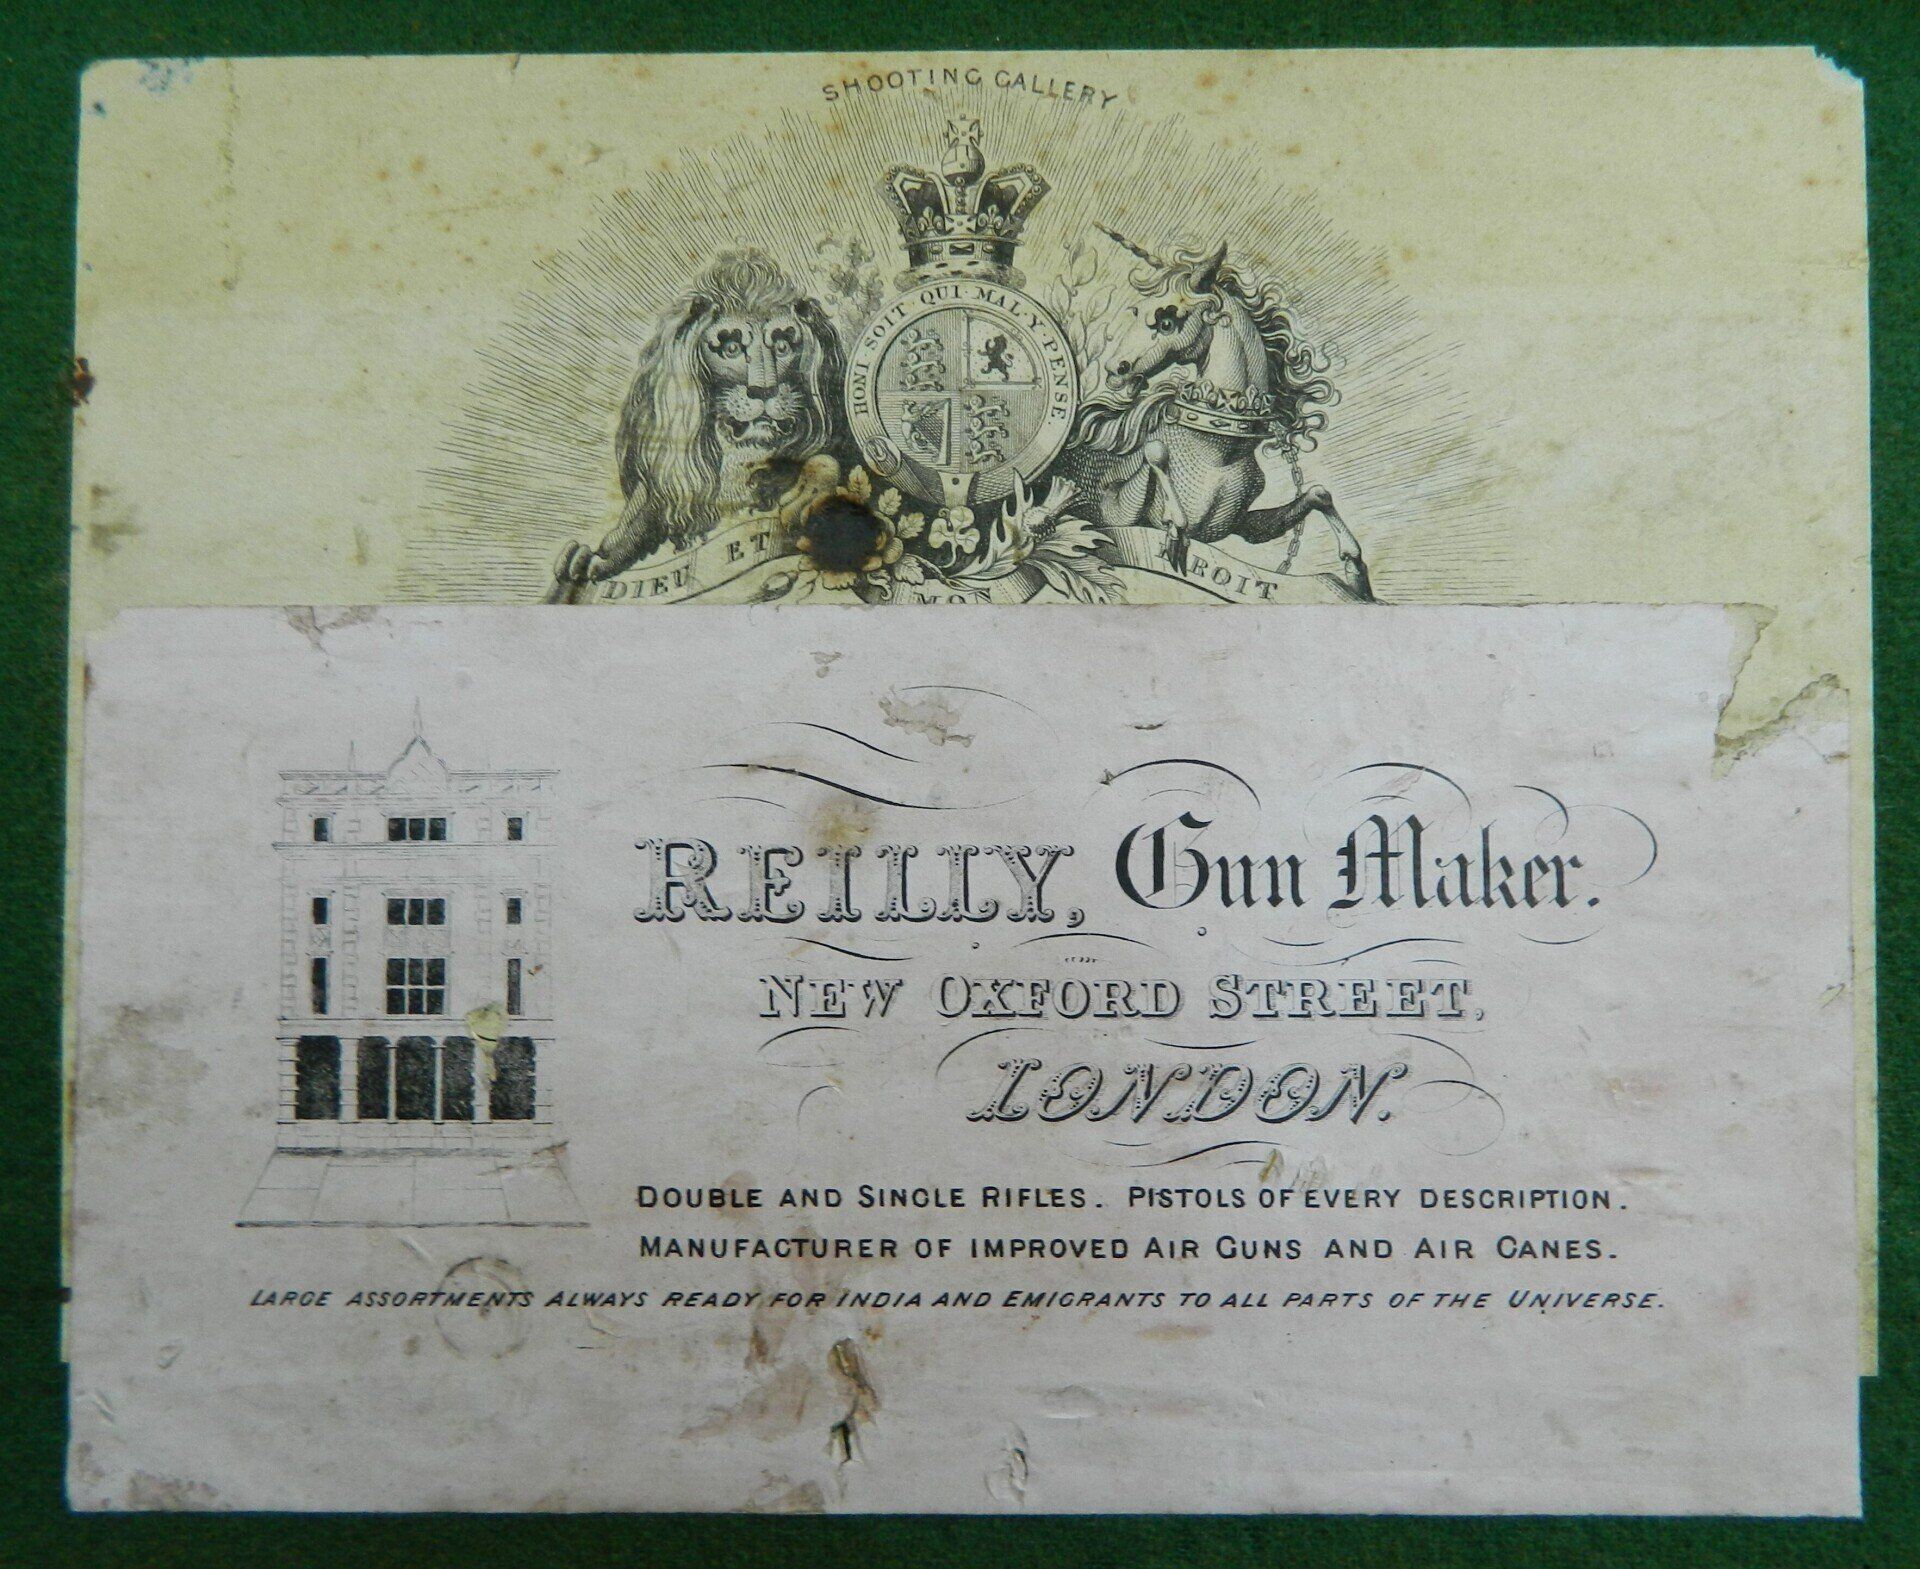 SHOOTING GALLERY
HONI·SOIT·QUI·MAL·Y·PENSE.
DIEU ET
MON
ROIT
REILLY, Gun Maker.
NEW OXFORD STREET,
LONDON.
DOUBLE AND SINGLE RIFLES. PISTOLS OF EVERY DESCRIPTION.
MANUFACTURER OF IMPROVED AIR GUNS AND AIR CANES.
LARGE ASSORTMENTS ALWAYS READY FOR INDIA AND EMIGRANTS TO ALL PARTS OF THE UNIVERSE.